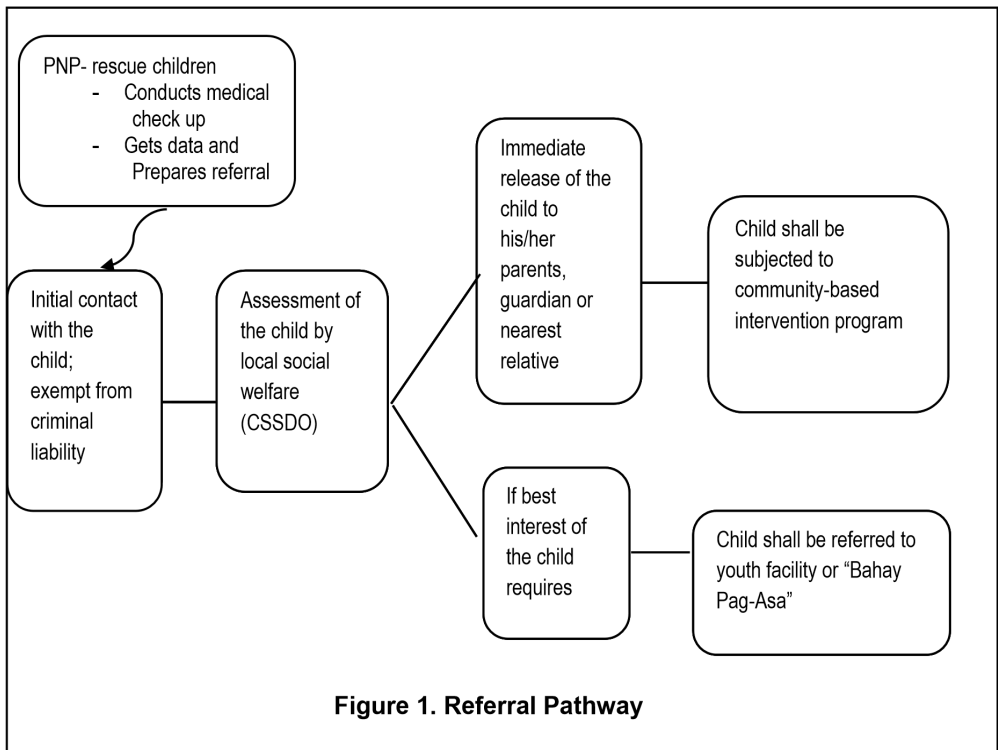 PNP- rescue children
- Conducts medical
check up
- Gets data and
Prepares referral
Initial contact
with the
child;
exempt from
criminal
liability
Assessment of
the child by
local social
welfare
(CSSDO)
Immediate
release of the
child to
his/her
parents,
guardian or
nearest
relative
Child shall be
subjected to
community-based
intervention program
If best
interest of
the child
requires
Child shall be referred to
youth facility or “Bahay
Pag-Asa”
Figure 1. Referral Pathway